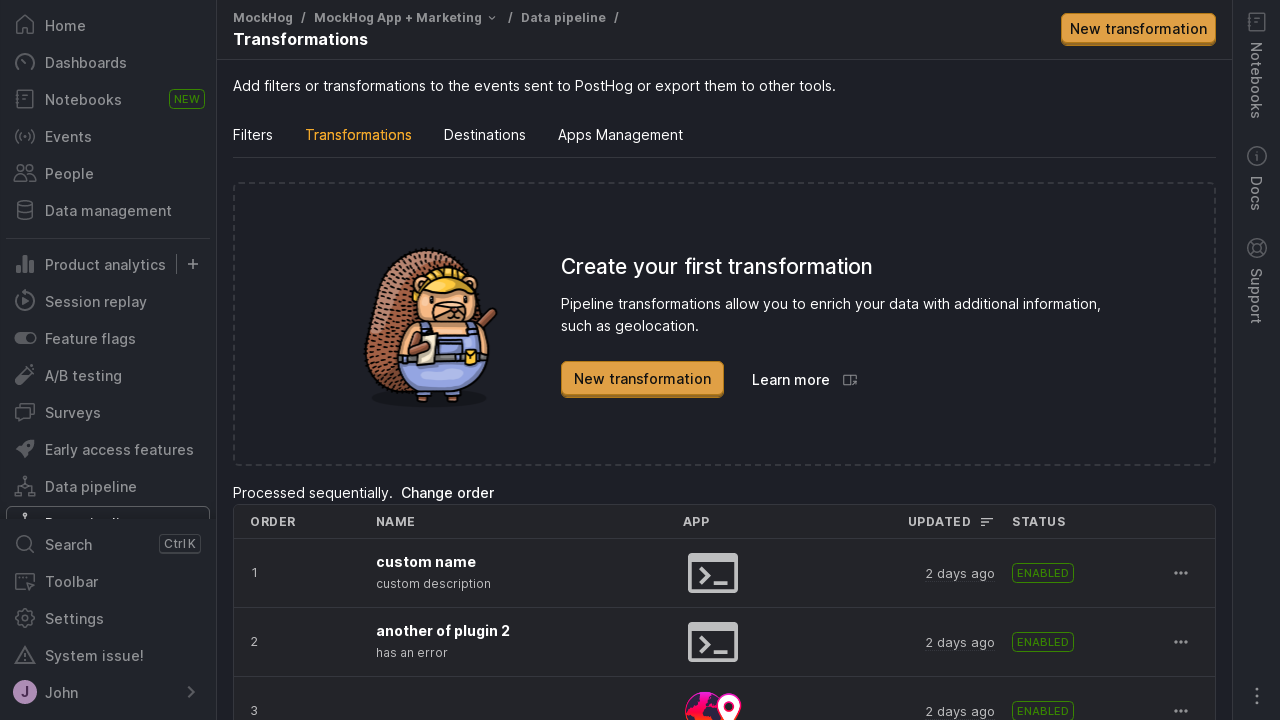 Home
Dashboards
Notebooks NEW
Events
People
Data management
Product analytics
Session replay
Feature flags
A/B testing
Surveys
Early access features
Data pipeline
Search Ctrl K
Toolbar
Settings
System issue!
J John
MockHog / MockHog App + Marketing / Data pipeline /
Transformations
New transformation
Add filters or transformations to the events sent to PostHog or export them to other tools.
Filters Transformations Destinations Apps Management
Create your first transformation
Pipeline transformations allow you to enrich your data with additional information,
such as geolocation.
New transformation Learn more
Processed sequentially. Change order
ORDER NAME APP UPDATED STATUS
1 custom name 2 days ago ENABLED
custom description
2 another of plugin 2 2 days ago ENABLED
has an error
3 2 days ago ENABLED
Notebooks
Docs
Support